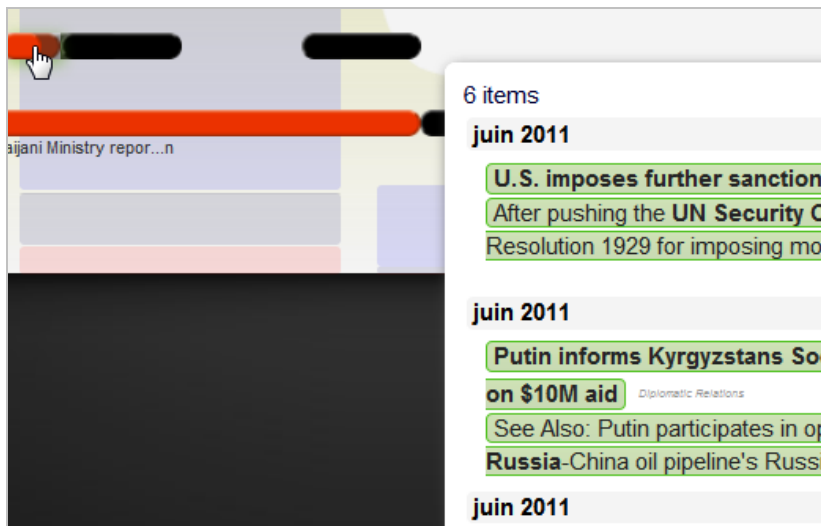 aijani Ministry repor...n
6 items
juin 2011
U.S. imposes further sanction
After pushing the UN Security
Resolution 1929 for imposing mo
juin 2011
Putin informs Kyrgyzstans So
on $10M aid Diplomatic Relations
See Also: Putin participates in op
Russia-China oil pipeline's Russi
juin 2011